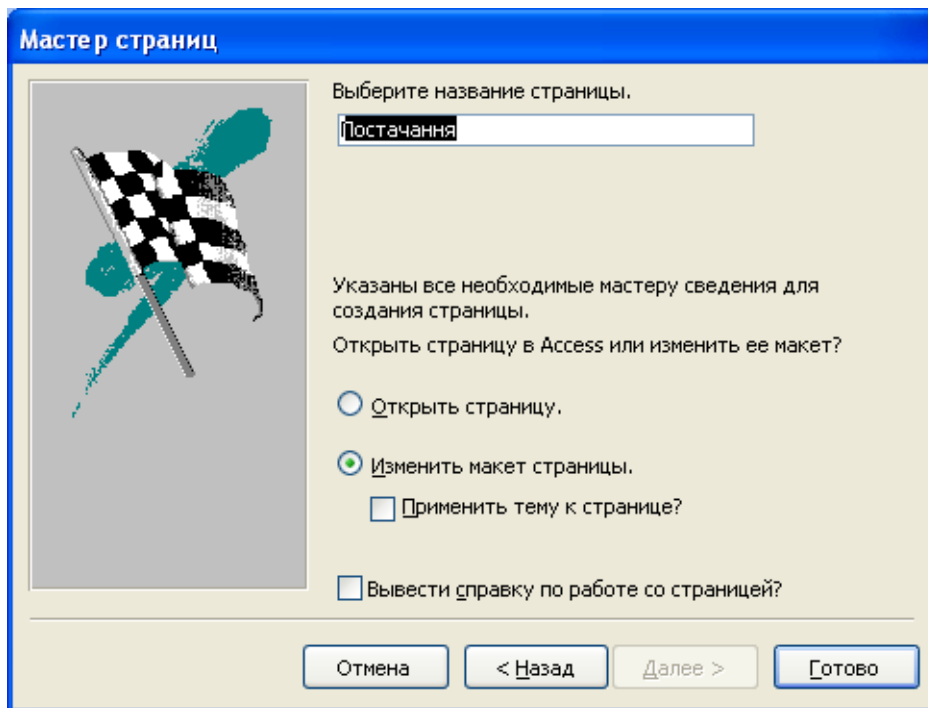 Мастер страниц
Выберите название страницы.
Постачання
Указаны все необходимые мастеру сведения для
создания страницы.
Открыть страницу в Access или изменить ее макет?
Открыть страницу.
Изменить макет страницы.
Применить тему к странице?
Вывести справку по работе со страницей?
Отмена
< Назад
Далее >
Готово